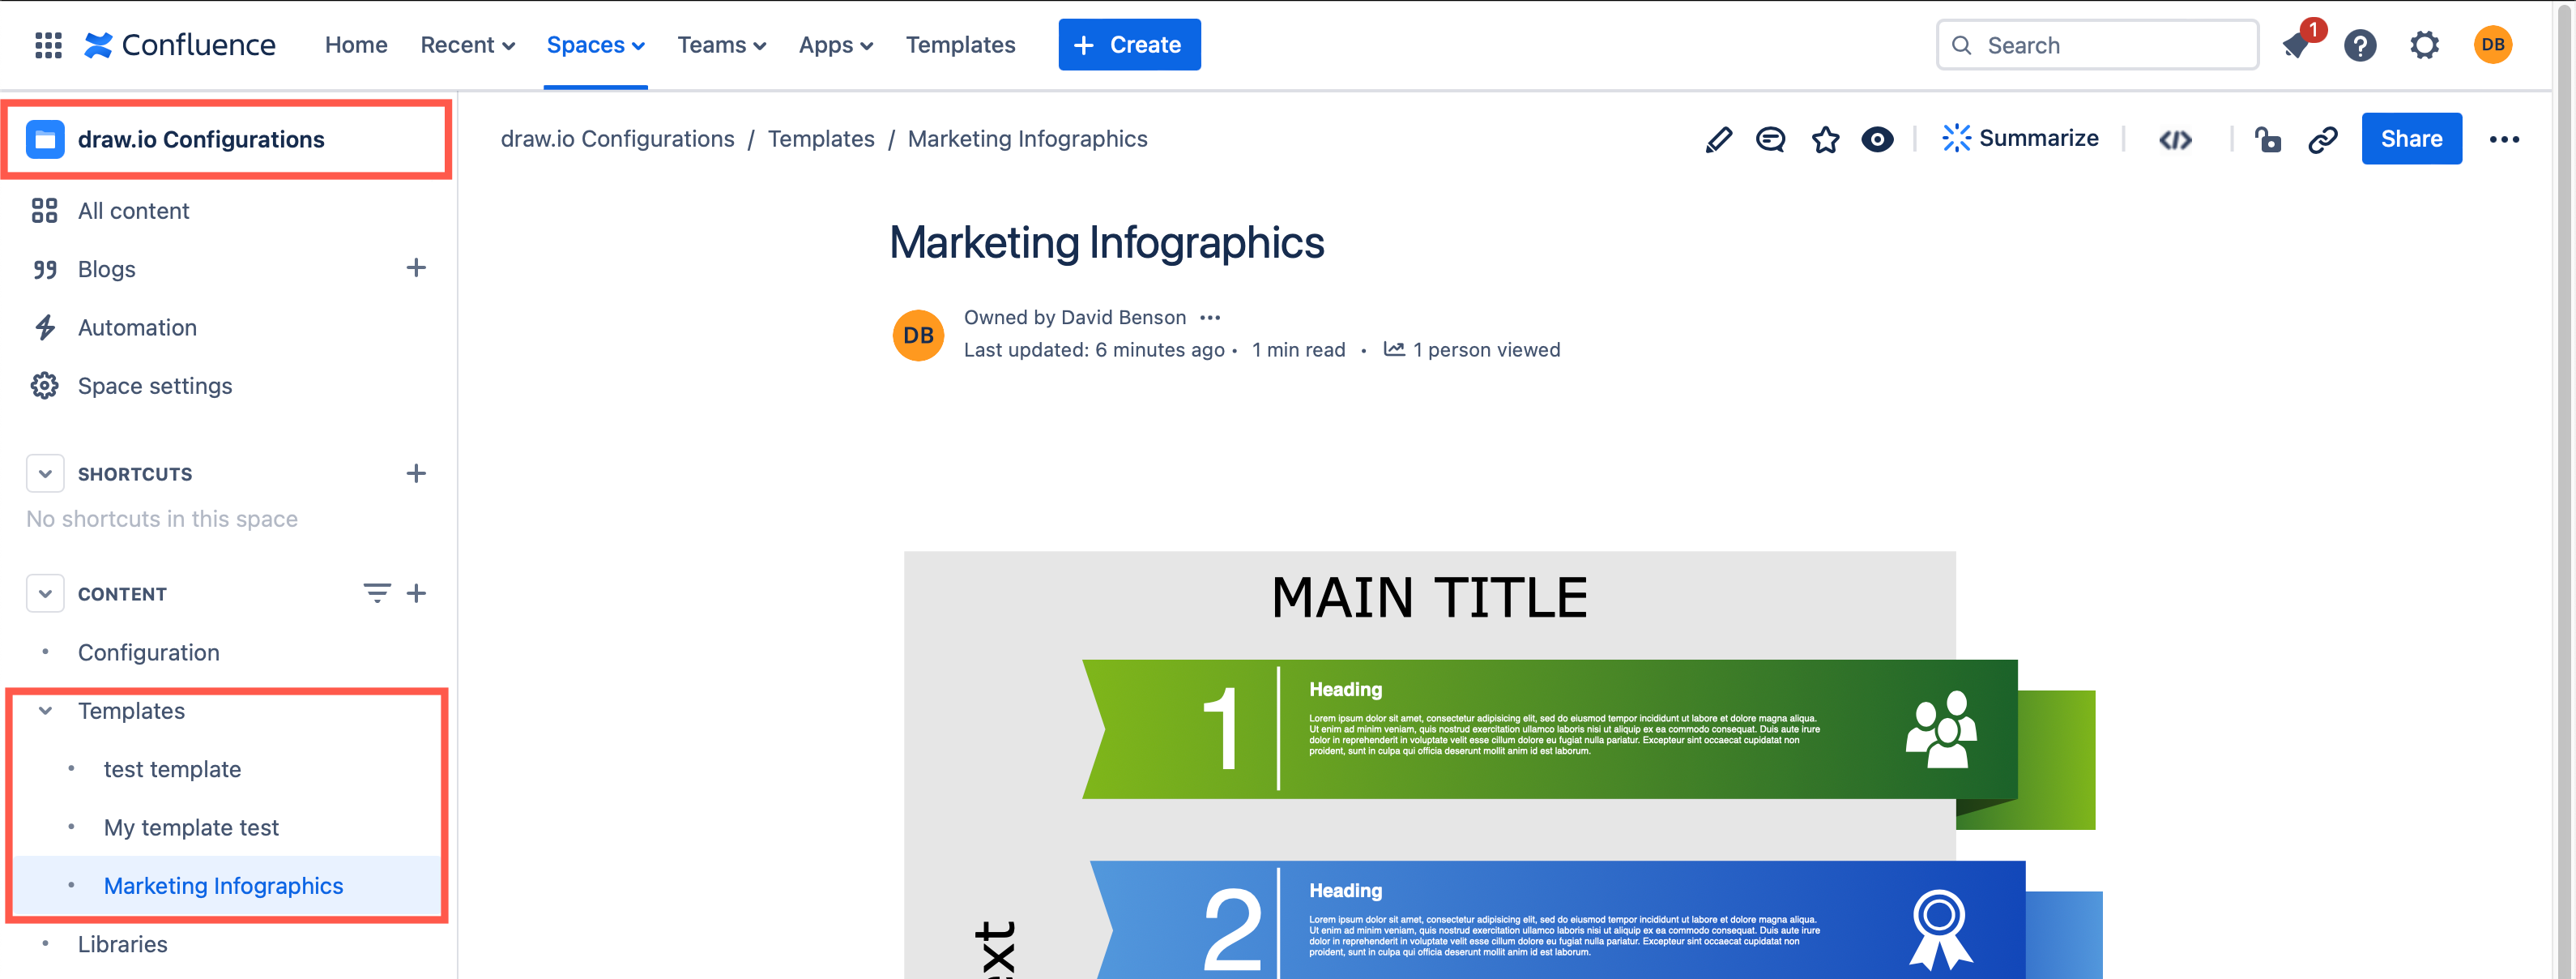 Confluence Home Recent Spaces Teams Apps Templates + Create Search 1 DB
draw.io Configurations
All content
Blogs
Automation
Space settings
SHORTCUTS
No shortcuts in this space
CONTENT
Configuration
Templates
test template
My template test
Marketing Infographics
Libraries
draw.io Configurations / Templates / Marketing Infographics
Summarize
Share
Marketing Infographics
DB
Owned by David Benson
Last updated: 6 minutes ago • 1 min read • 1 person viewed
MAIN TITLE
1
Heading
Lorem ipsum dolor sit amet, consectetur adipisicing elit, sed do eiusmod tempor incididunt ut labore et dolore magna aliqua.
Ut enim ad minim veniam, quis nostrud exercitation ullamco laboris nisi ut aliquip ex ea commodo consequat. Duis aute irure
dolor in reprehenderit in voluptate velit esse cillum dolore eu fugiat nulla pariatur. Excepteur sint occaecat cupidatat non
proident, sunt in culpa qui officia deserunt mollit anim id est laborum.
2
Heading
Lorem ipsum dolor sit amet, consectetur adipisicing elit, sed do eiusmod tempor incididunt ut labore et dolore magna aliqua.
Ut enim ad minim veniam, quis nostrud exercitation ullamco laboris nisi ut aliquip ex ea commodo consequat. Duis aute irure
dolor in reprehenderit in voluptate velit esse cillum dolore eu fugiat nulla pariatur. Excepteur sint occaecat cupidatat non
proident, sunt in culpa qui officia deserunt mollit anim id est laborum.